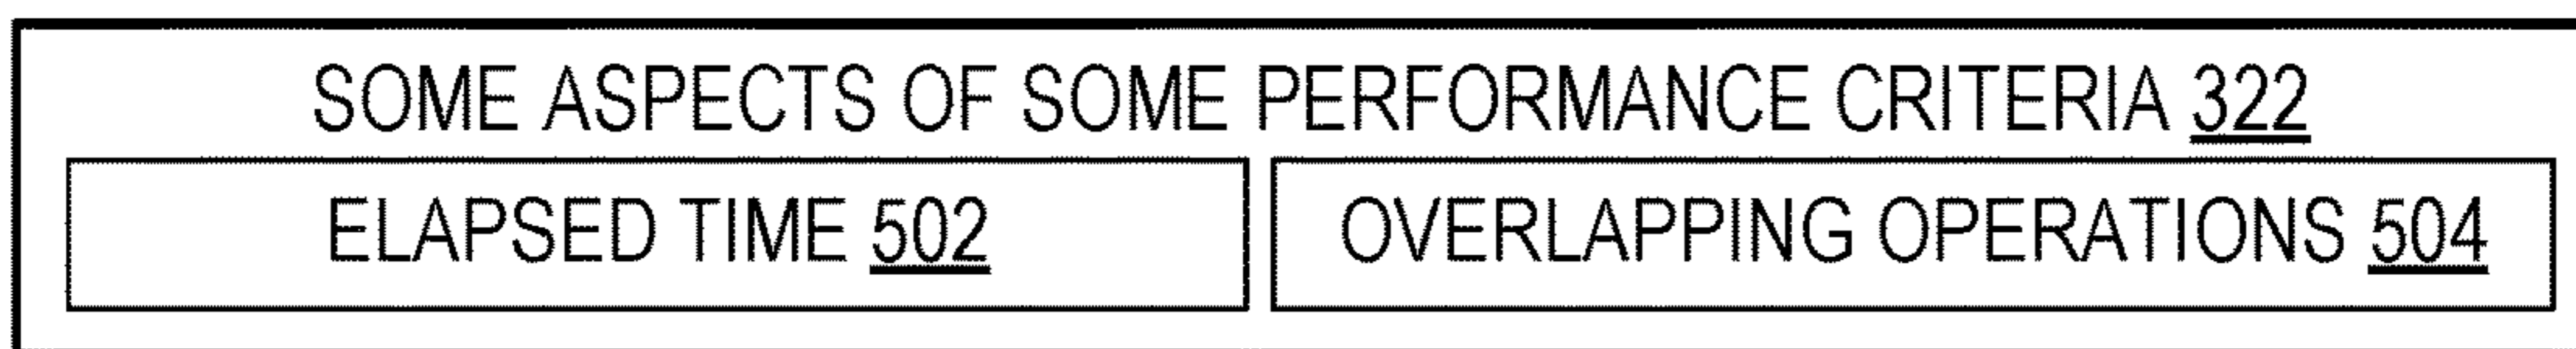 SOME ASPECTS OF SOME PERFORMANCE CRITERIA 322
ELAPSED TIME 502
OVERLAPPING OPERATIONS 504